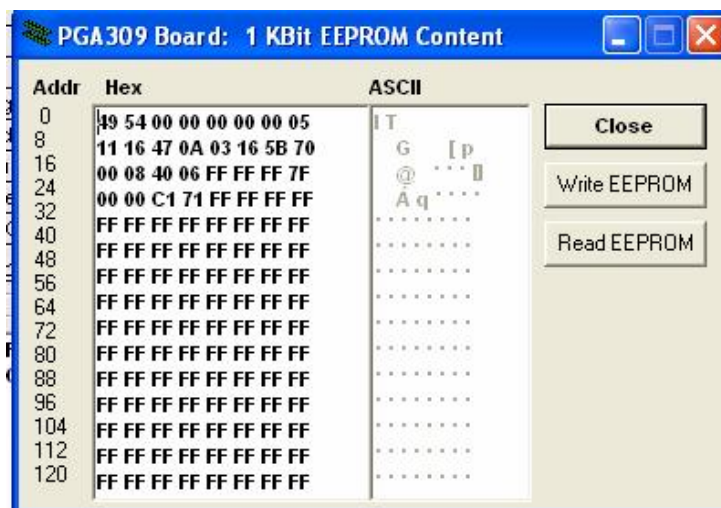 PGA309 Board: 1 KBit EEPROM Content
Addr Hex ASCII
0 49 54 00 00 00 00 00 05 I T
8 11 16 47 0A 03 16 5B 70 G [ p
16 00 08 40 06 FF FF FF 7F @
24 00 00 C1 71 FF FF FF FF Á q
32 FF FF FF FF FF FF FF FF
40 FF FF FF FF FF FF FF FF
48 FF FF FF FF FF FF FF FF
56 FF FF FF FF FF FF FF FF
64 FF FF FF FF FF FF FF FF
72 FF FF FF FF FF FF FF FF
80 FF FF FF FF FF FF FF FF
88 FF FF FF FF FF FF FF FF
96 FF FF FF FF FF FF FF FF
104 FF FF FF FF FF FF FF FF
112 FF FF FF FF FF FF FF FF
120 FF FF FF FF FF FF FF FF
Close
Write EEPROM
Read EEPROM